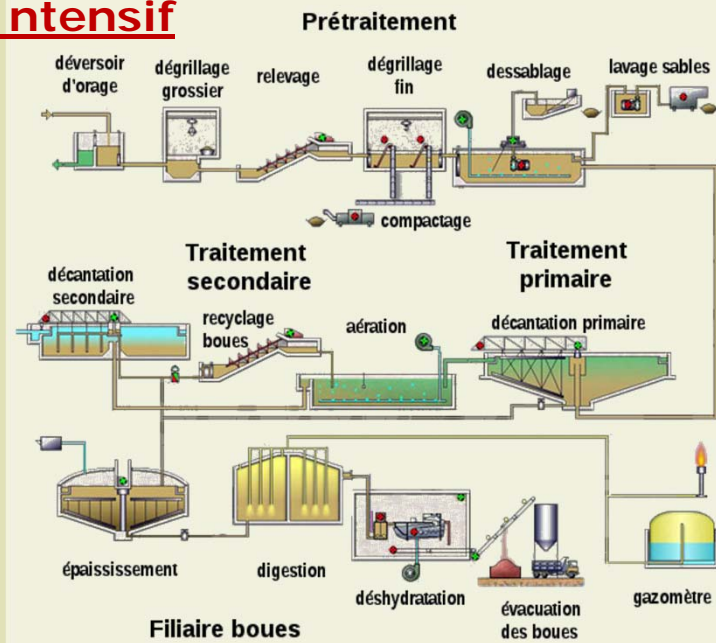 ntensif
Prétraitement
déversoir
d'orage
dégrillage
grossier
relevage
dégrillage
fin
dessablage
lavage sables
compactage
Traitement
secondaire
Traitement
primaire
décantation
secondaire
recyclage
boues
aération
décantation primaire
épaississement
digestion
déshydratation
évacuation
des boues
gazomètre
Filiaire boues